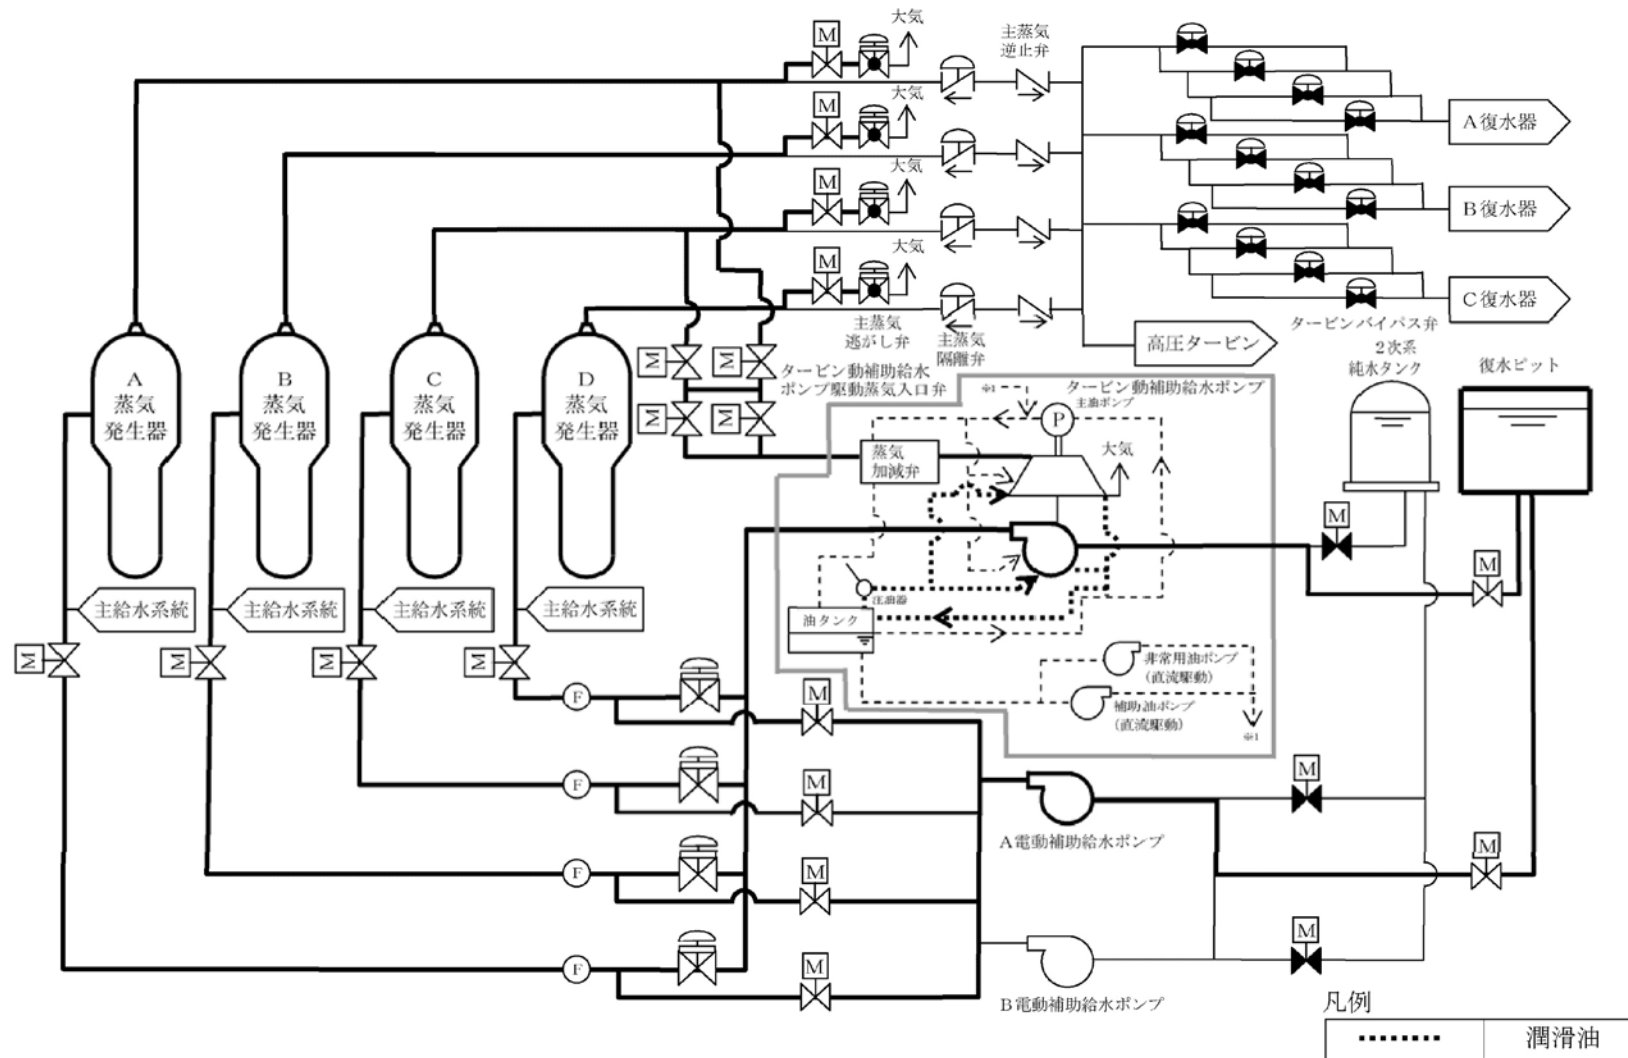 M
大気
主蒸気
逆止弁
M
大気
A復水器
M
大気
B復水器
M
大気
C復水器
主蒸気
逃がし弁
主蒸気
隔離弁
高圧タービン
タービンバイパス弁
2次系
純水タンク
復水ピット
A
蒸気
発生器
B
蒸気
発生器
C
蒸気
発生器
D
蒸気
発生器
M
M
タービン動補助給水
ポンプ駆動蒸気入口弁
M
M
※1
タービン動補助給水ポンプ
主油ポンプ
P
大気
蒸気
加減弁
M
M
注油器
油タンク
主給水系統
主給水系統
主給水系統
主給水系統
M
M
M
M
非常用油ポンプ
(直流駆動)
補助油ポンプ
(直流駆動)
※1
F
M
F
M
M
A電動補助給水ポンプ
F
M
M
F
M
M
B電動補助給水ポンプ
凡例
潤滑油